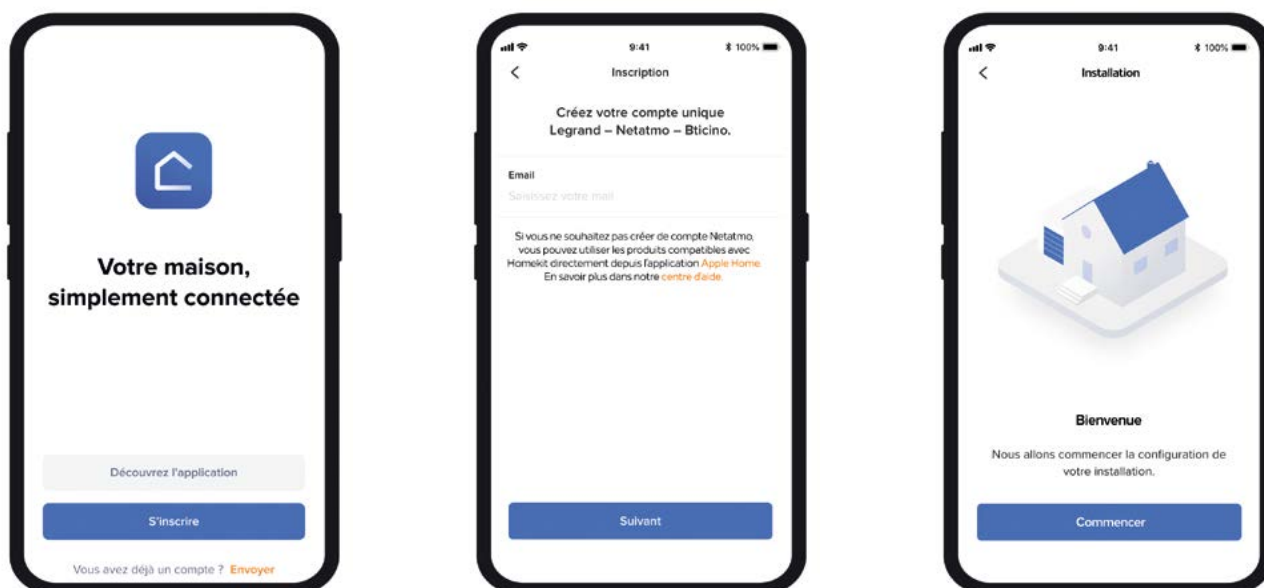 Votre maison,
simplement connectée
Découvrez l'application
S'inscrire
Vous avez déjà un compte ? Envoyer
9:41
100%
Inscription
Créez votre compte unique
Legrand – Netatmo – Bticino.
Email
Saisissez votre mail
Si vous ne souhaitez pas créer de compte Netatmo,
vous pouvez utiliser les produits compatibles avec
Homekit directement depuis l'application Apple Home.
En savoir plus dans notre centre d'aide.
Suivant
9:41
100%
Installation
Bienvenue
Nous allons commencer la configuration de
votre installation.
Commencer